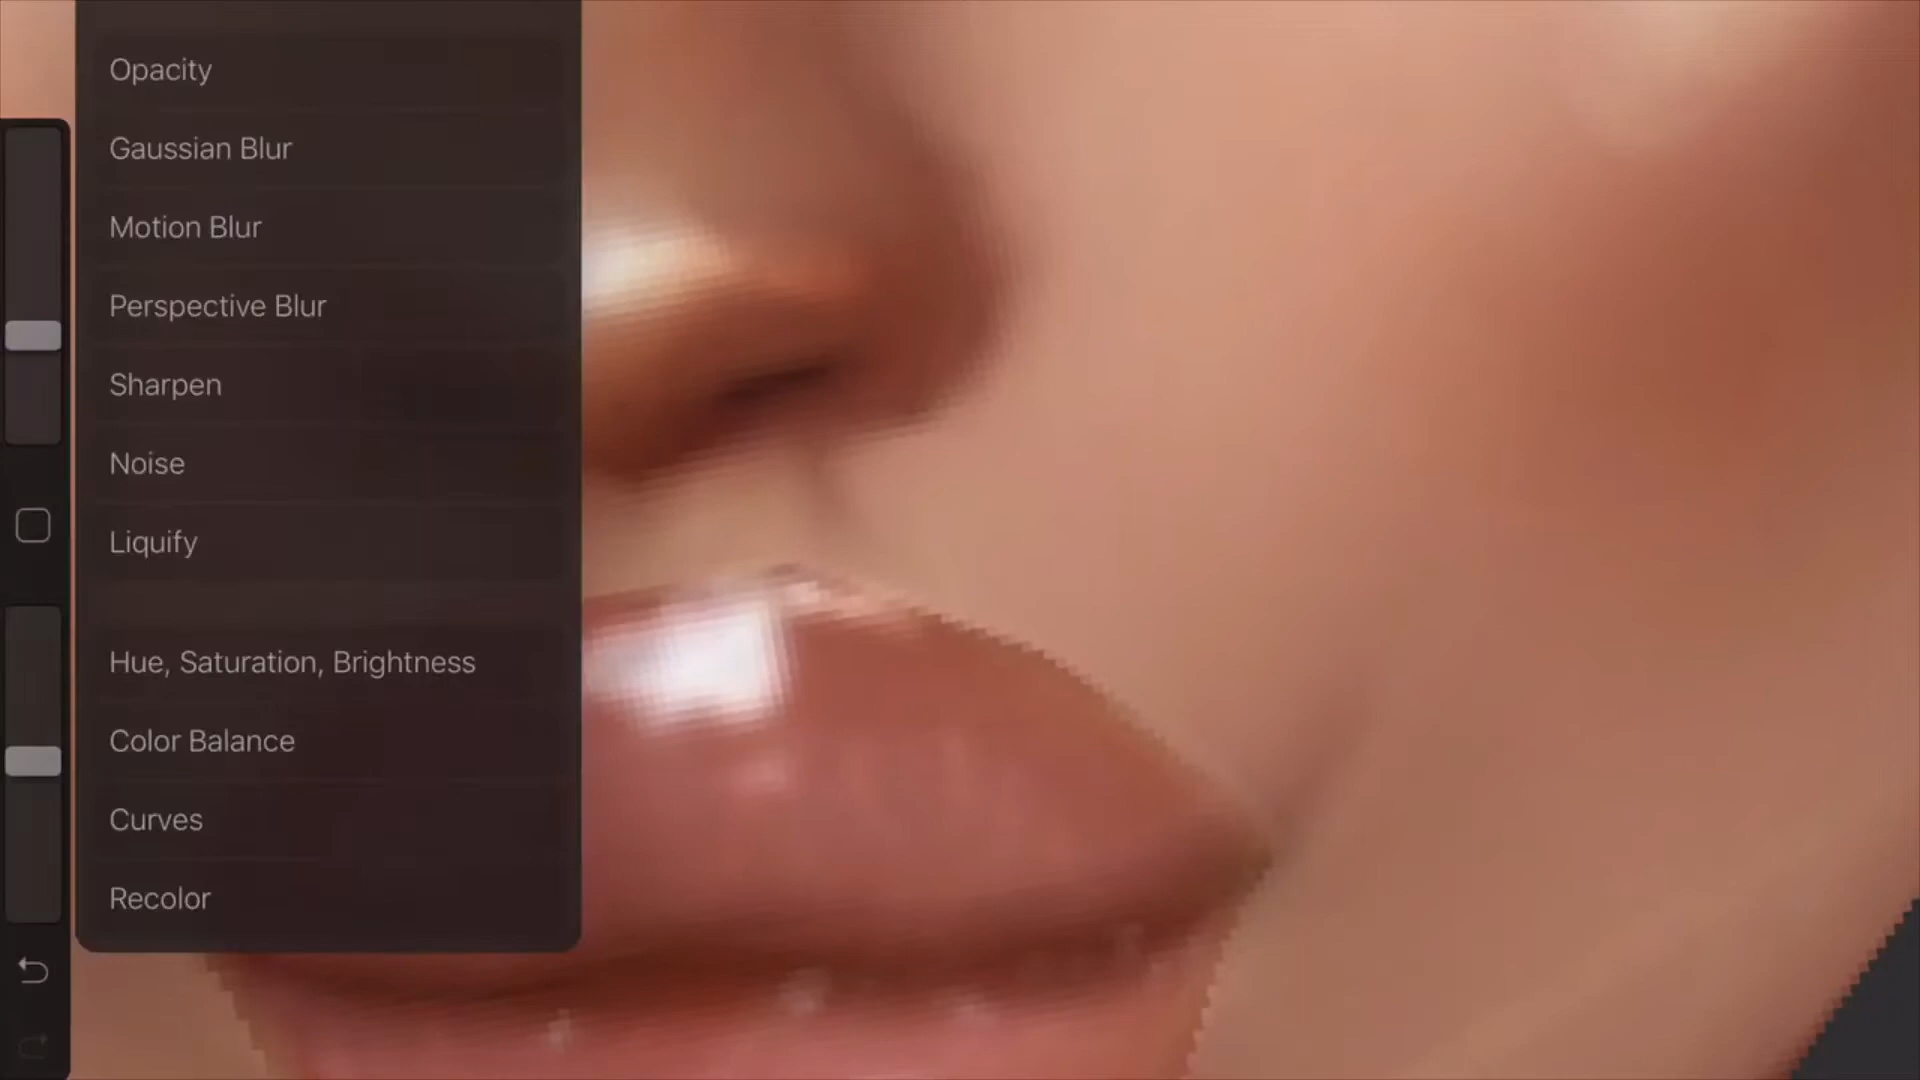 Opacity
Gaussian Blur
Motion Blur
Perspective Blur
Sharpen
Noise
Liquify
Hue, Saturation, Brightness
Color Balance
Curves
Recolor